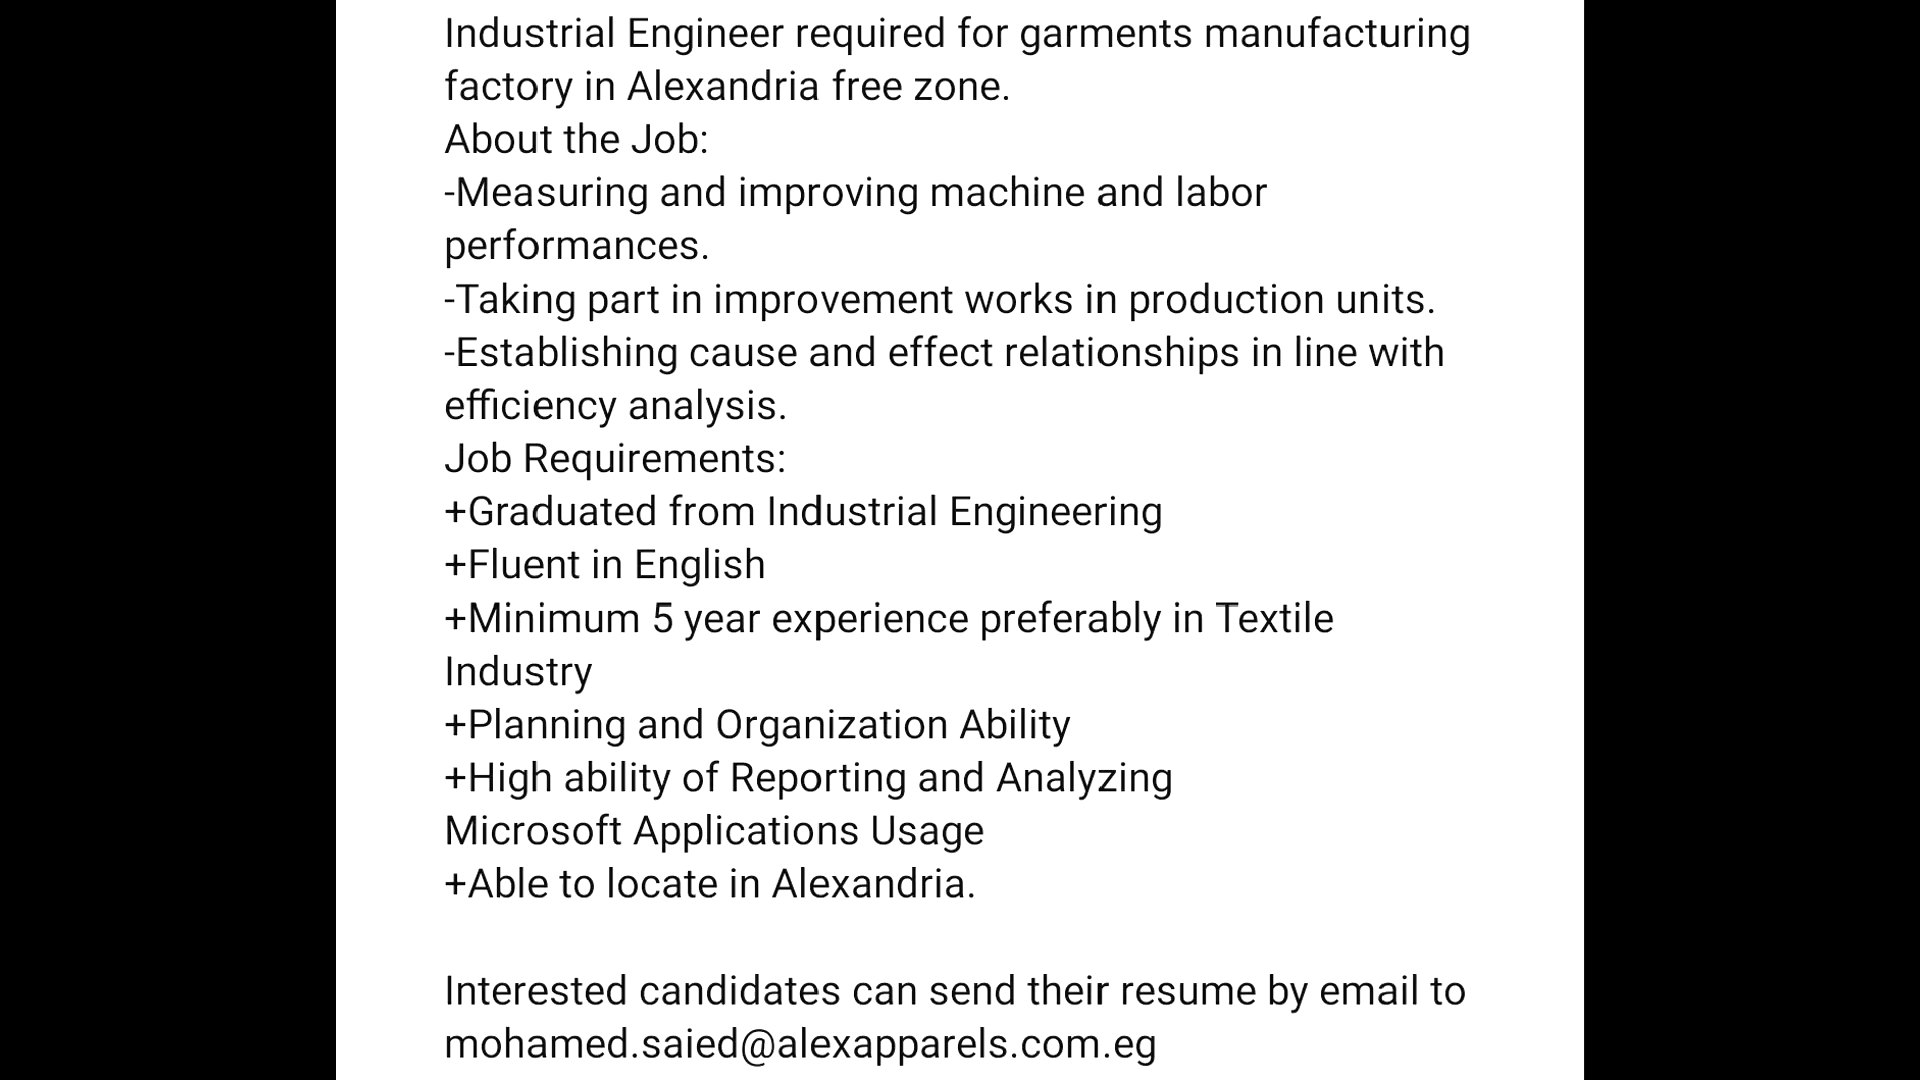 Industrial Engineer required for garments manufacturing
factory in Alexandria free zone.
About the Job:
-Measuring and improving machine and labor
performances.
-Taking part in improvement works in production units.
-Establishing cause and effect relationships in line with
efficiency analysis.
Job Requirements:
+Graduated from Industrial Engineering
+Fluent in English
+Minimum 5 year experience preferably in Textile
Industry
+Planning and Organization Ability
+High ability of Reporting and Analyzing
Microsoft Applications Usage
+Able to locate in Alexandria.
Interested candidates can send their resume by email to
mohamed.saied@alexapparels.com.eg